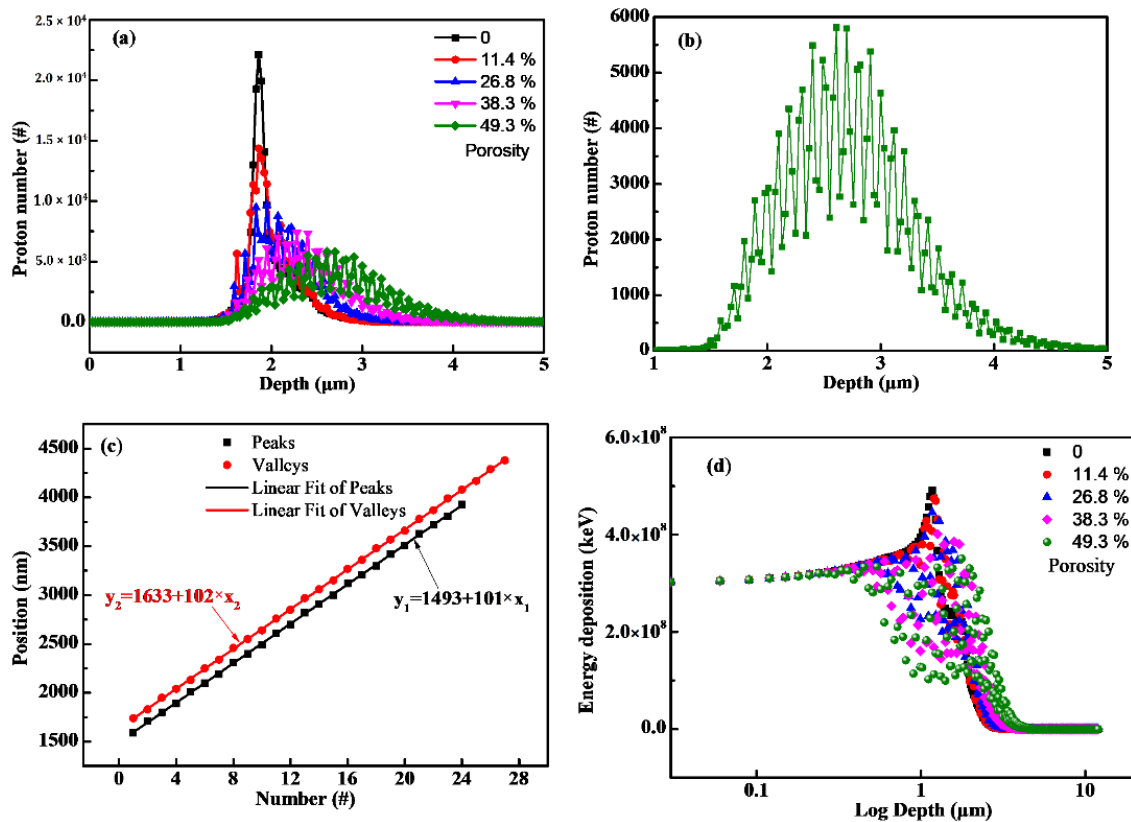 (a)
0
11.4 %
26.8 %
38.3 %
49.3 %
Porosity
2.5 × 10⁴
2.0 × 10⁴
1.5 × 10⁴
1.0 × 10⁴
5.0 × 10³
0.0
Proton number (#)
0 1 2 3 4 5
Depth (µm)
(b)
6000
5000
4000
3000
2000
1000
0
Proton number (#)
1 2 3 4 5
Depth (µm)
(c)
Peaks
Valleys
Linear Fit of Peaks
Linear Fit of Valleys
y₂=1633+102×x₂
y₁=1493+101×x₁
4500
4000
3500
3000
2500
2000
1500
Position (nm)
0 4 8 12 16 20 24 28
Number (#)
(d)
0
11.4 %
26.8 %
38.3 %
49.3 %
Porosity
6.0×10⁸
4.0×10⁸
2.0×10⁸
0.0
Energy deposition (keV)
0.1 1 10
Log Depth (µm)